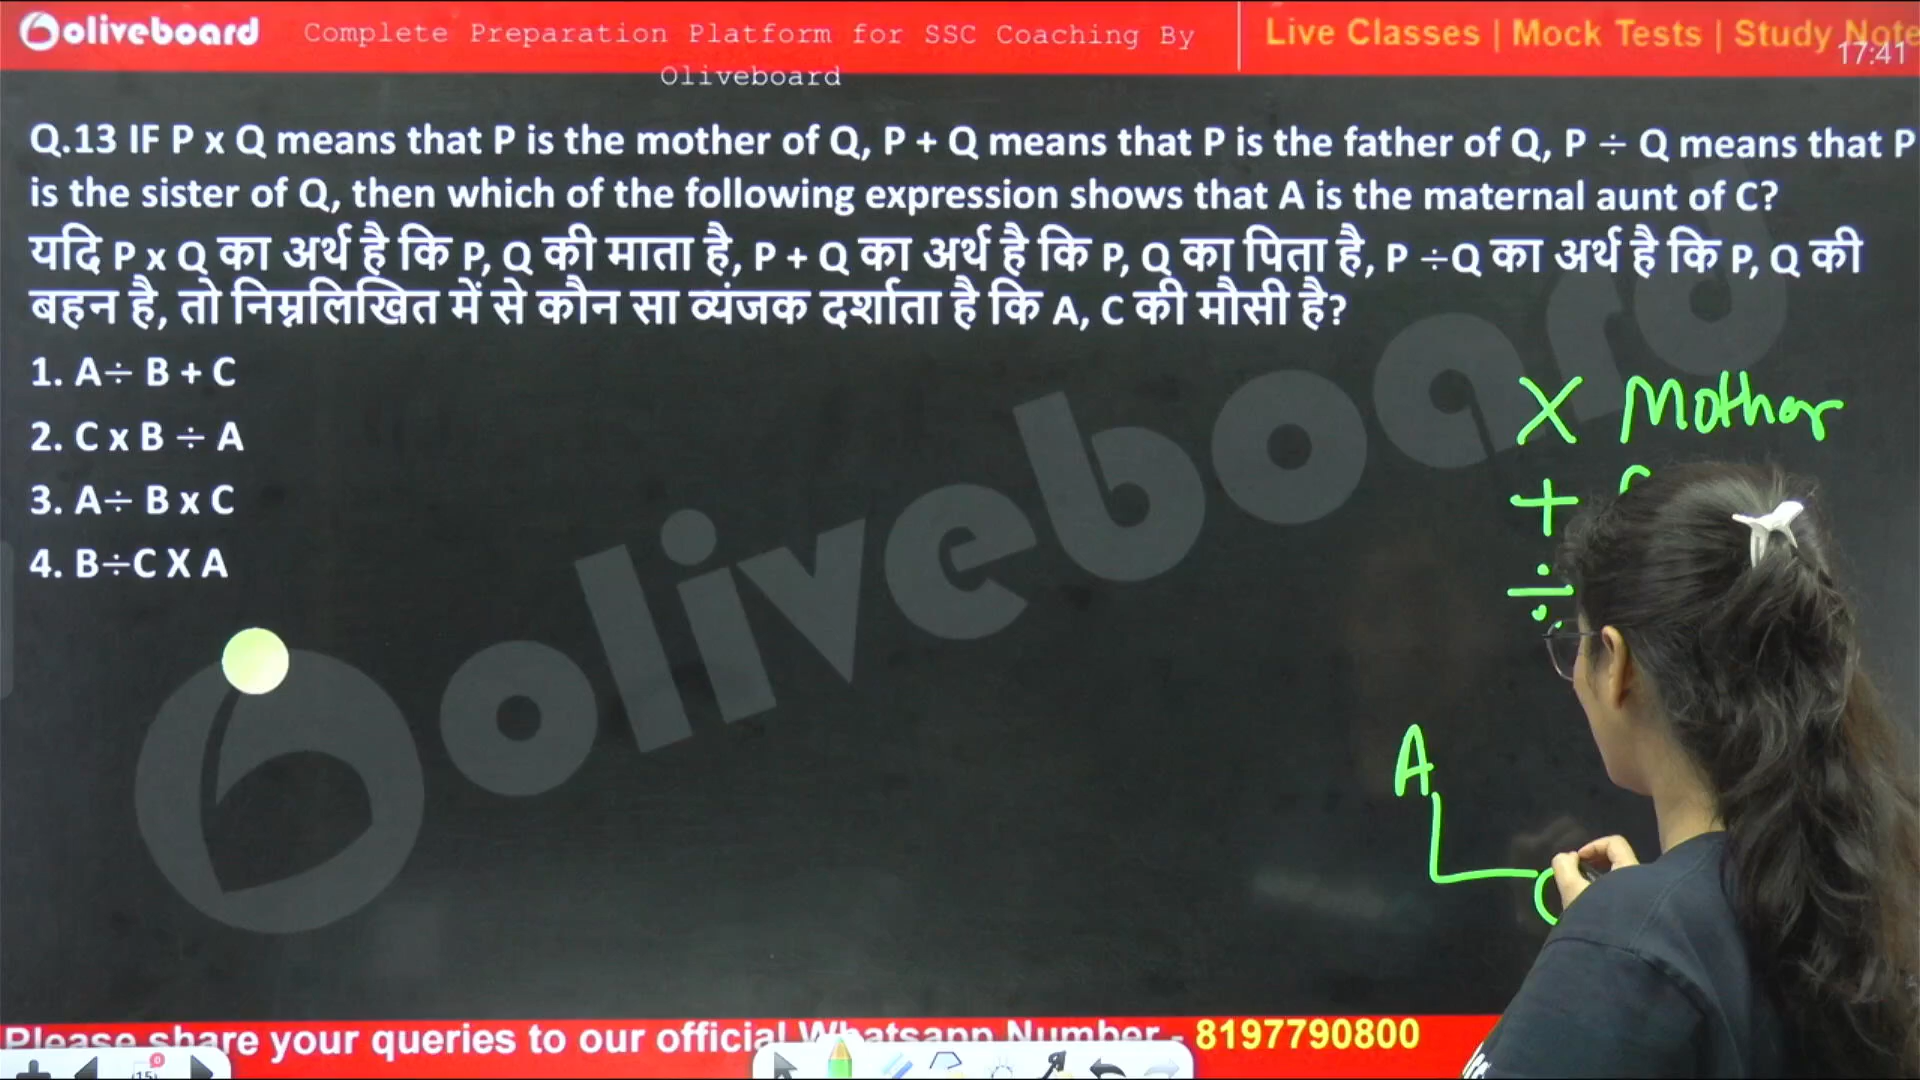 oliveboard Complete Preparation Platform for SSC Coaching By
Oliveboard
Live Classes | Mock Tests | Study Note
17:41
Q.13 IF P x Q means that P is the mother of Q, P + Q means that P is the father of Q, P ÷ Q means that P
is the sister of Q, then which of the following expression shows that A is the maternal aunt of C?
यदि P x Q का अर्थ है कि P, Q की माता है, P + Q का अर्थ है कि P, Q का पिता है, P ÷Q का अर्थ है कि P, Q की
बहन है, तो निम्नलिखित में से कौन सा व्यंजक दर्शाता है कि A, C की मौसी है?
1. A÷ B + C
2. C x B ÷ A
3. A÷ B x C
4. B÷C X A
X Mother
+
÷
A
oliveboard
Please share your queries to our official Whatsapp Number - 8197790800